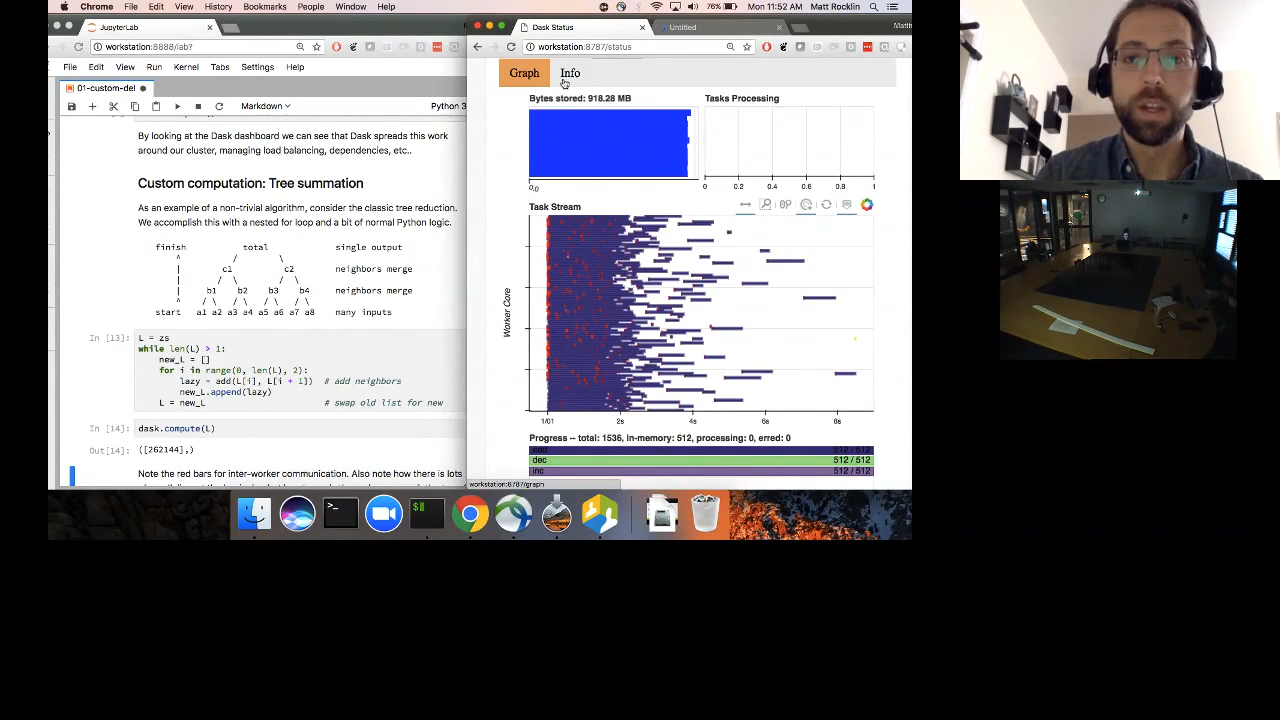 Chrome File Edit View History Bookmarks People Window Help 76% Mon 11:52 AM Matt Rocklin
JupyterLab
workstation:8888/lab?
File Edit View Run Kernel Tabs Settings Help
01-custom-del
Markdown Python 3
By looking at the Dask dashboard we can see that Dask spreads this work
around our cluster, managing load balancing, dependencies, etc..
Custom computation: Tree summation
As an example of a non-trivial algorithm, consider the classic tree reduction.
We accomplish this with a nested for loop and a bit of normal Python logic.
finish total single output
^ / \
| c1 c2 neighbors merge
| / \ / \
| b1 b2 b3 b4 neighbors merge
^ / \ / \ / \ / \
start a1 a2 a3 a4 a5 a6 a7 a8 many inputs
In [13]: L = zs
while len(L) > 1:
new_L = []
for i in range(0, len(L), 2):
lazy = add(L[i], L[i + 1]) # add neighbors
new_L.append(lazy)
L = new_L # swap old list for new
In [14]: dask.compute(L)
Out[14]: ([262144],)
Note the red bars for inter-worker communication. Also note how there is lots
Dask Status
Untitled
Matth
workstation:8787/status
Graph Info
Bytes stored: 918.28 MB
Tasks Processing
0.0
0 0.2 0.4 0.6 0.8 1
Task Stream
Worker Core
1/01 2s 4s 6s 8s
Progress -- total: 1536, in-memory: 512, processing: 0, erred: 0
add 512 / 512
dec 512 / 512
inc 512 / 512
workstation:8787/graph